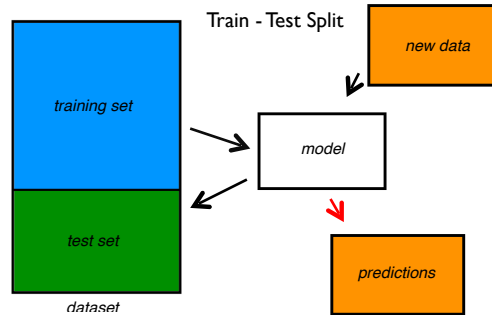 Train - Test Split
new data
training set
model
test set
predictions
dataset